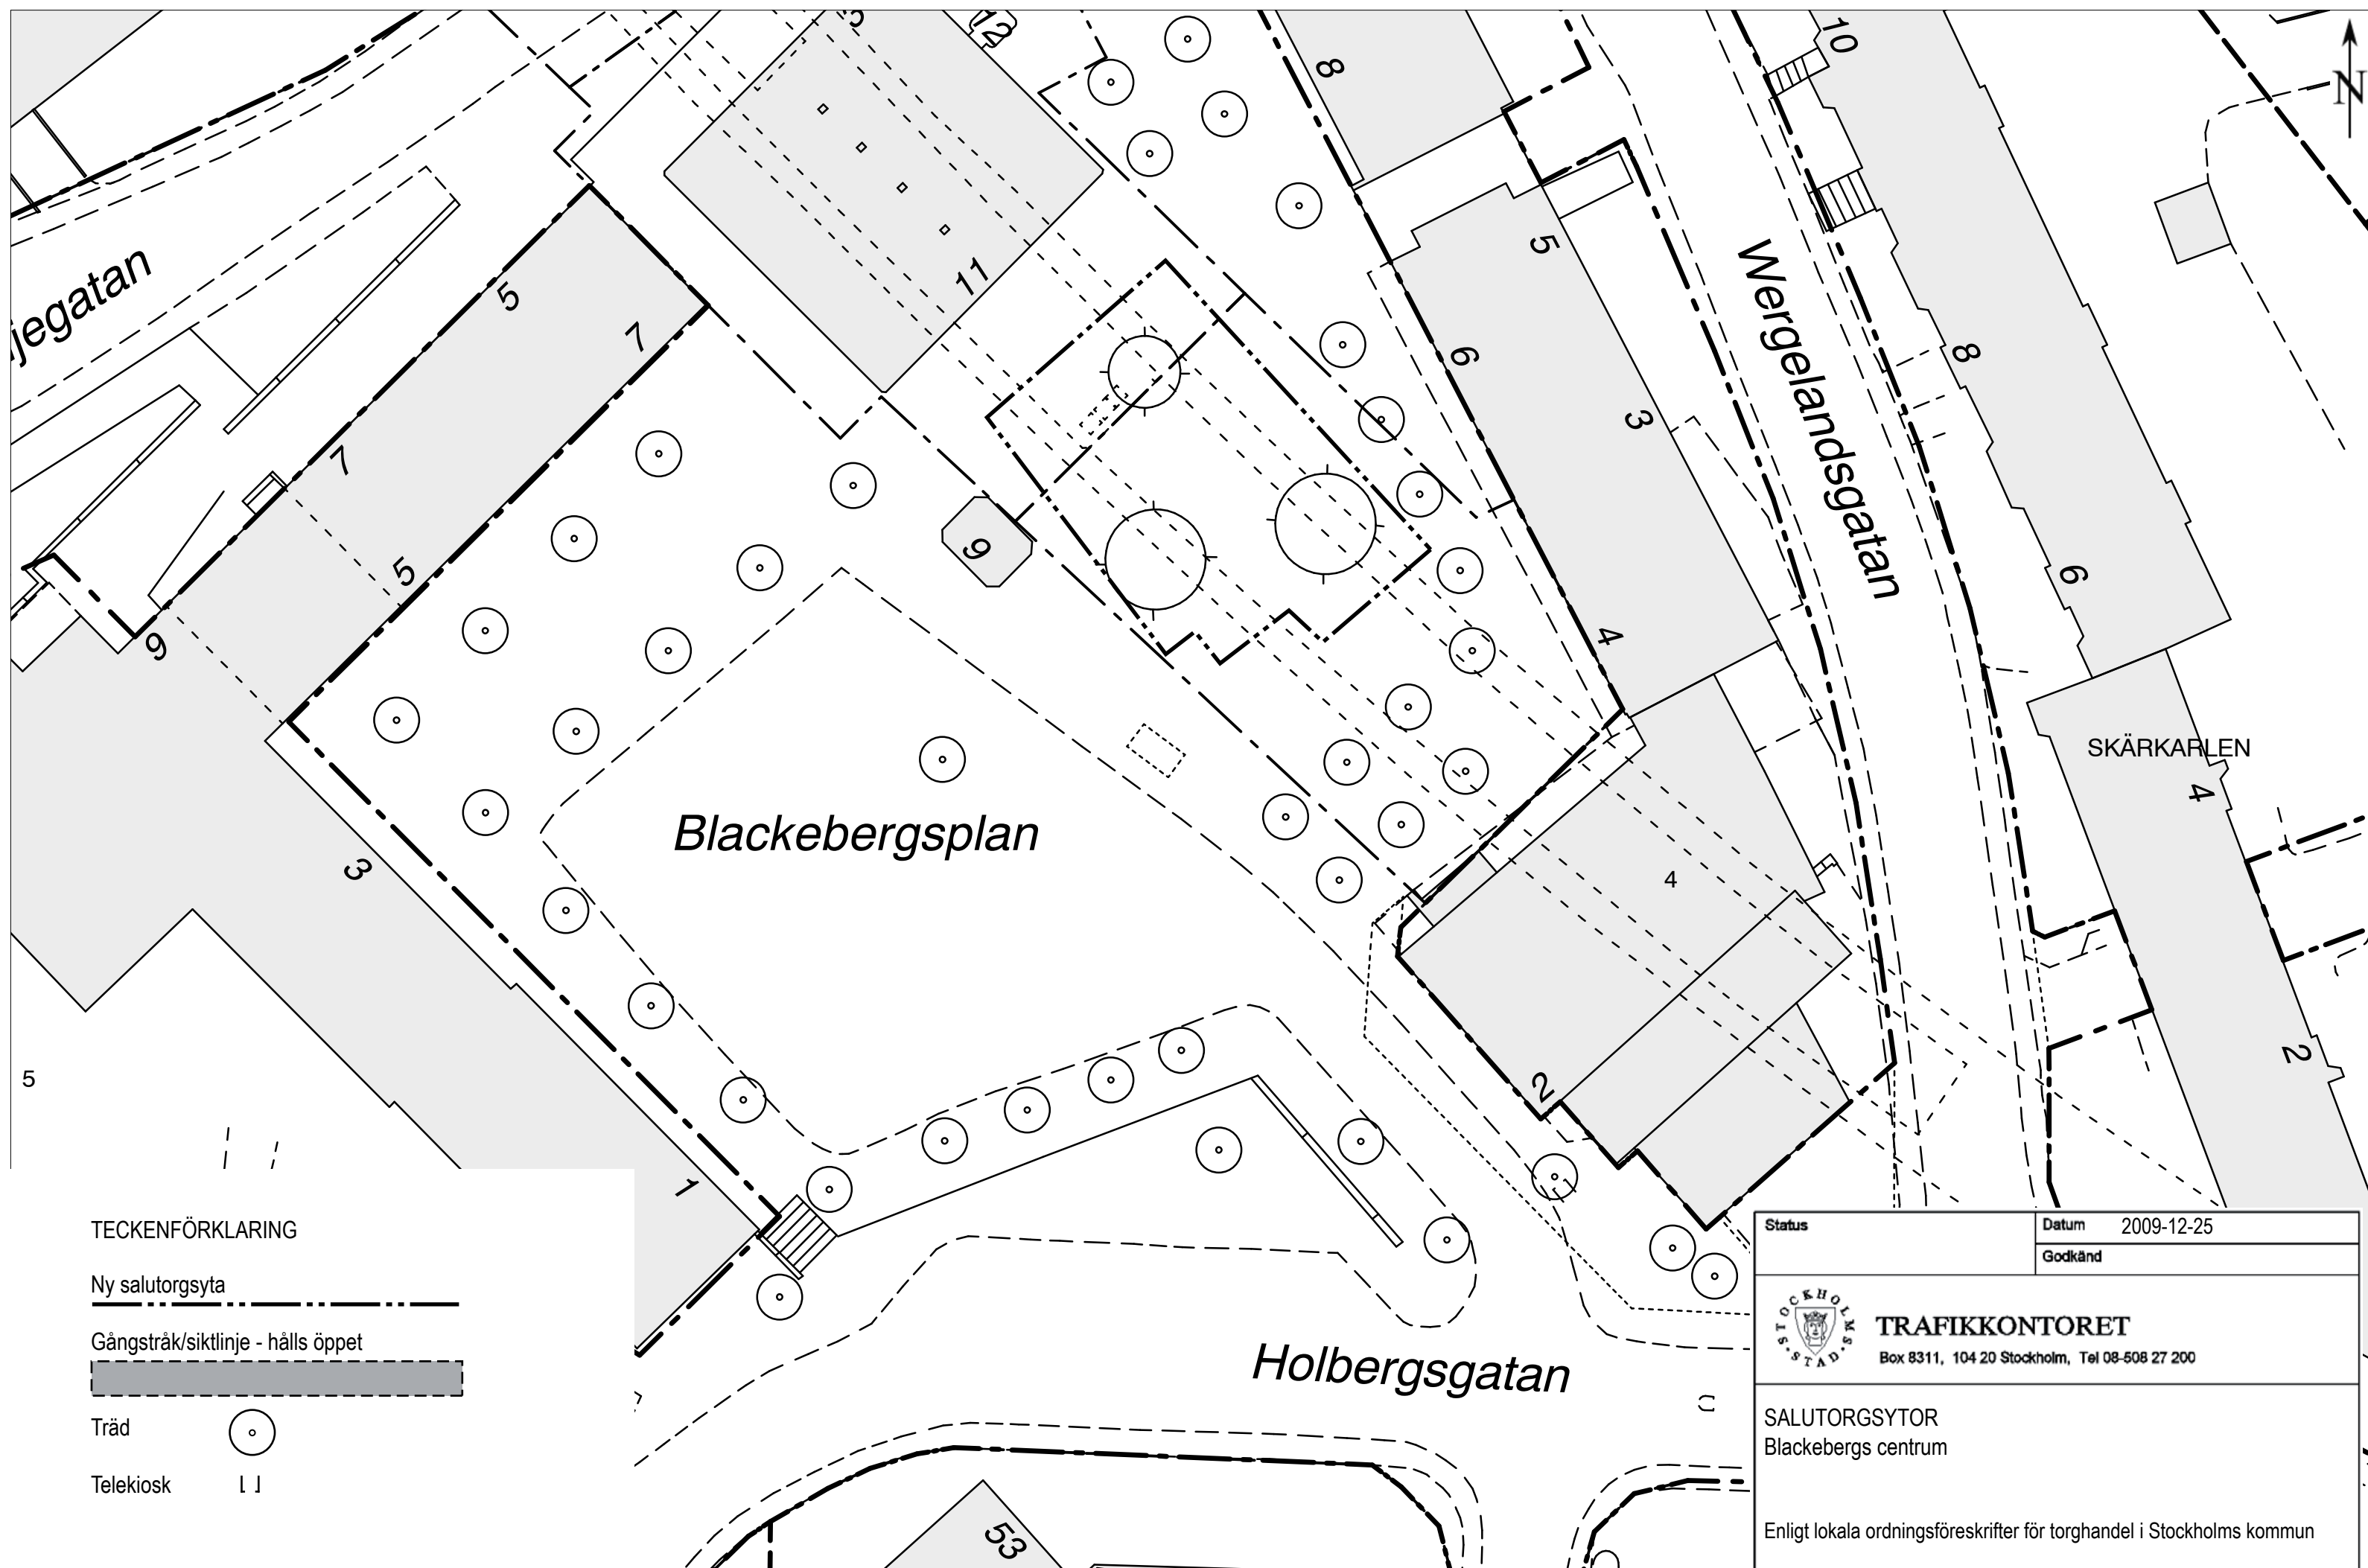 12
10
N
8
5
11
5
7
6
3
8
Wergelandsgatan
7
9
5
9
6
4
SKÄRKARLEN
4
Blackebergsplan
3
4
5
2
2
1
TECKENFÖRKLARING
Ny salutorgsyta
Gångstråk/siktlinje - hålls öppet
Träd
Telekiosk
Holbergsgatan
53
Status
Datum 2009-12-25
Godkänd
STOCKHOLMS STAD
TRAFIKKONTORET
Box 8311, 104 20 Stockholm, Tel 08-508 27 200
SALUTORGSYTOR
Blackebergs centrum
Enligt lokala ordningsföreskrifter för torghandel i Stockholms kommun